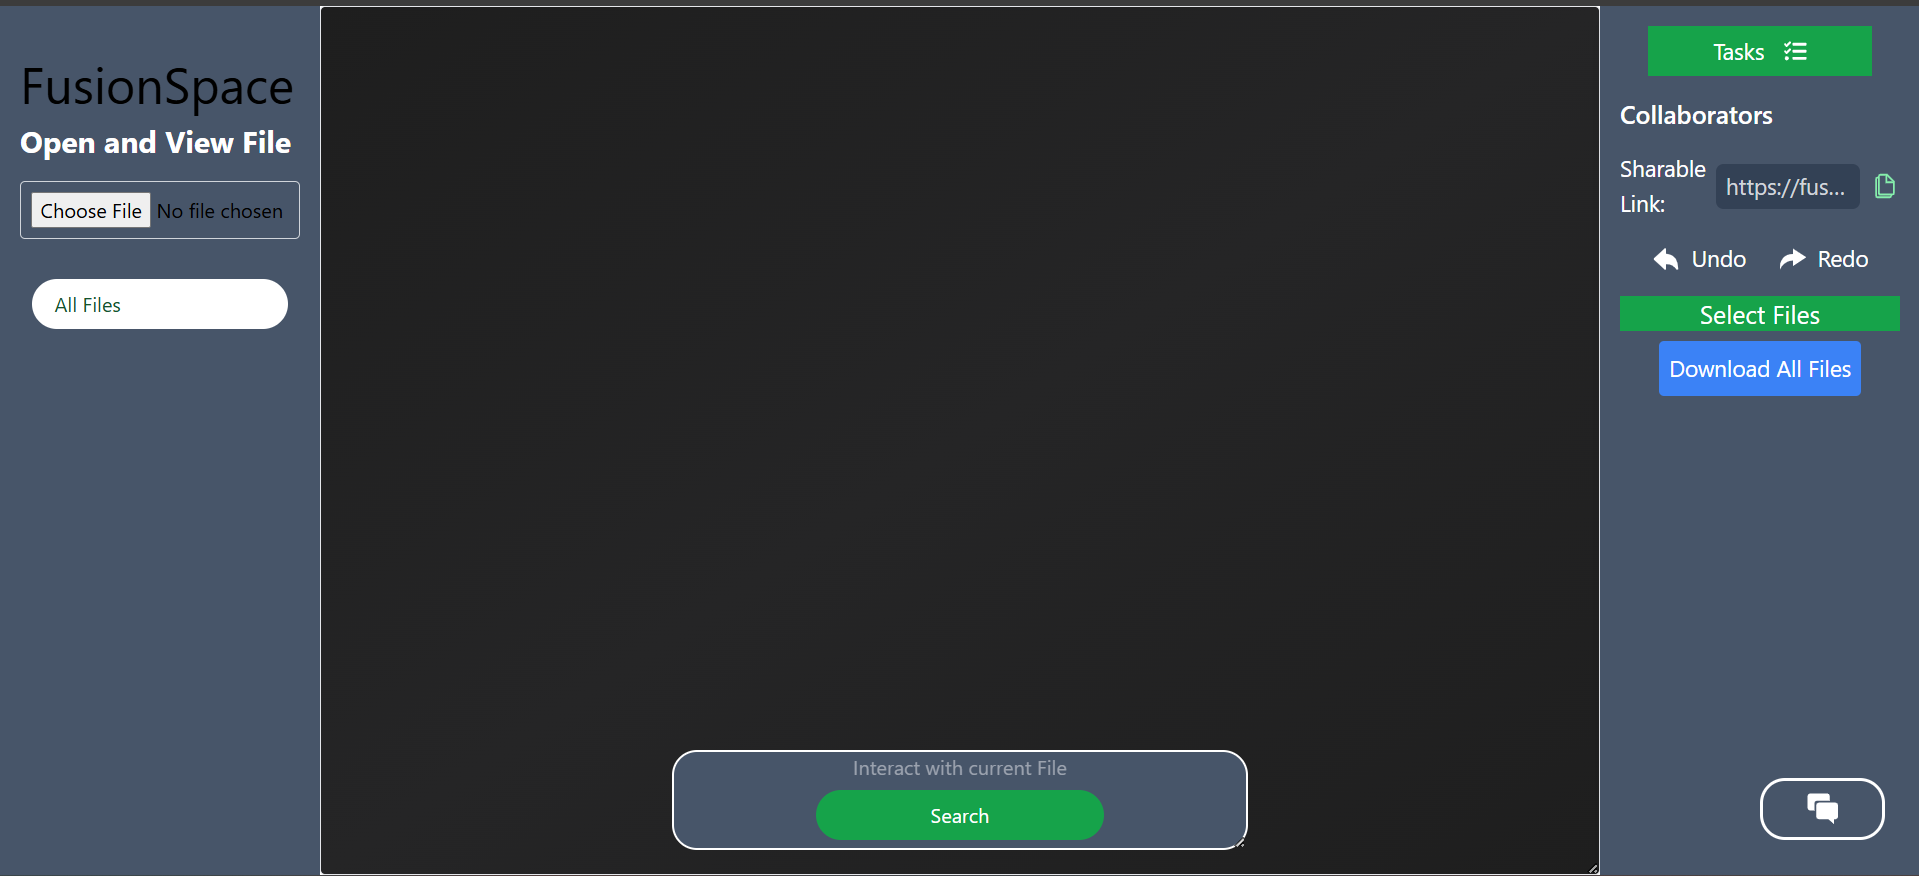 FusionSpace
Open and View File
Choose File No file chosen
All Files
Interact with current File
Search
Tasks
Collaborators
Sharable
Link:
https://fus...
Undo
Redo
Select Files
Download All Files